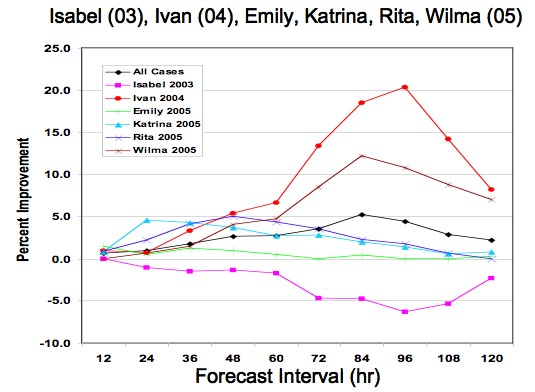 Isabel (03), Ivan (04), Emily, Katrina, Rita, Wilma (05)
25.0
20.0
15.0
10.0
5.0
0.0
-5.0
-10.0
Percent Improvement
All Cases
Isabel 2003
Ivan 2004
Emily 2005
Katrina 2005
Rita 2005
Wilma 2005
12 24 36 48 60 72 84 96 108 120
Forecast Interval (hr)